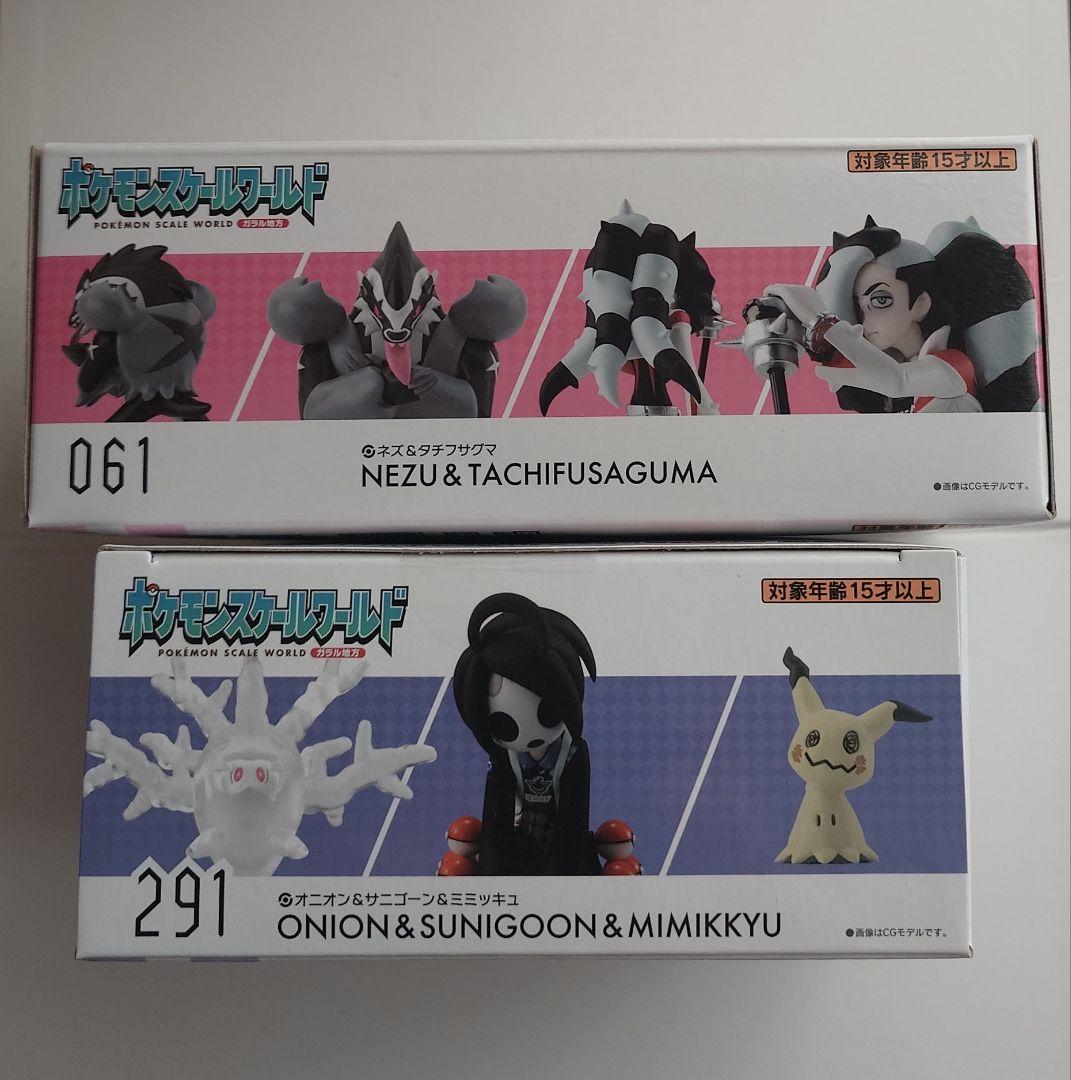 ポケモンスケールワールド
POKÉMON SCALE WORLD ガラル地方
対象年齢15才以上
061
ネズ&タチフサグマ
NEZU & TACHIFUSAGUMA
●画像はCGモデルです。
ポケモンスケールワールド
POKÉMON SCALE WORLD ガラル地方
対象年齢15才以上
291
オニオン&サニゴーン&ミミッキュ
ONION & SUNIGOON & MIMIKKYU
●画像はCGモデルです。